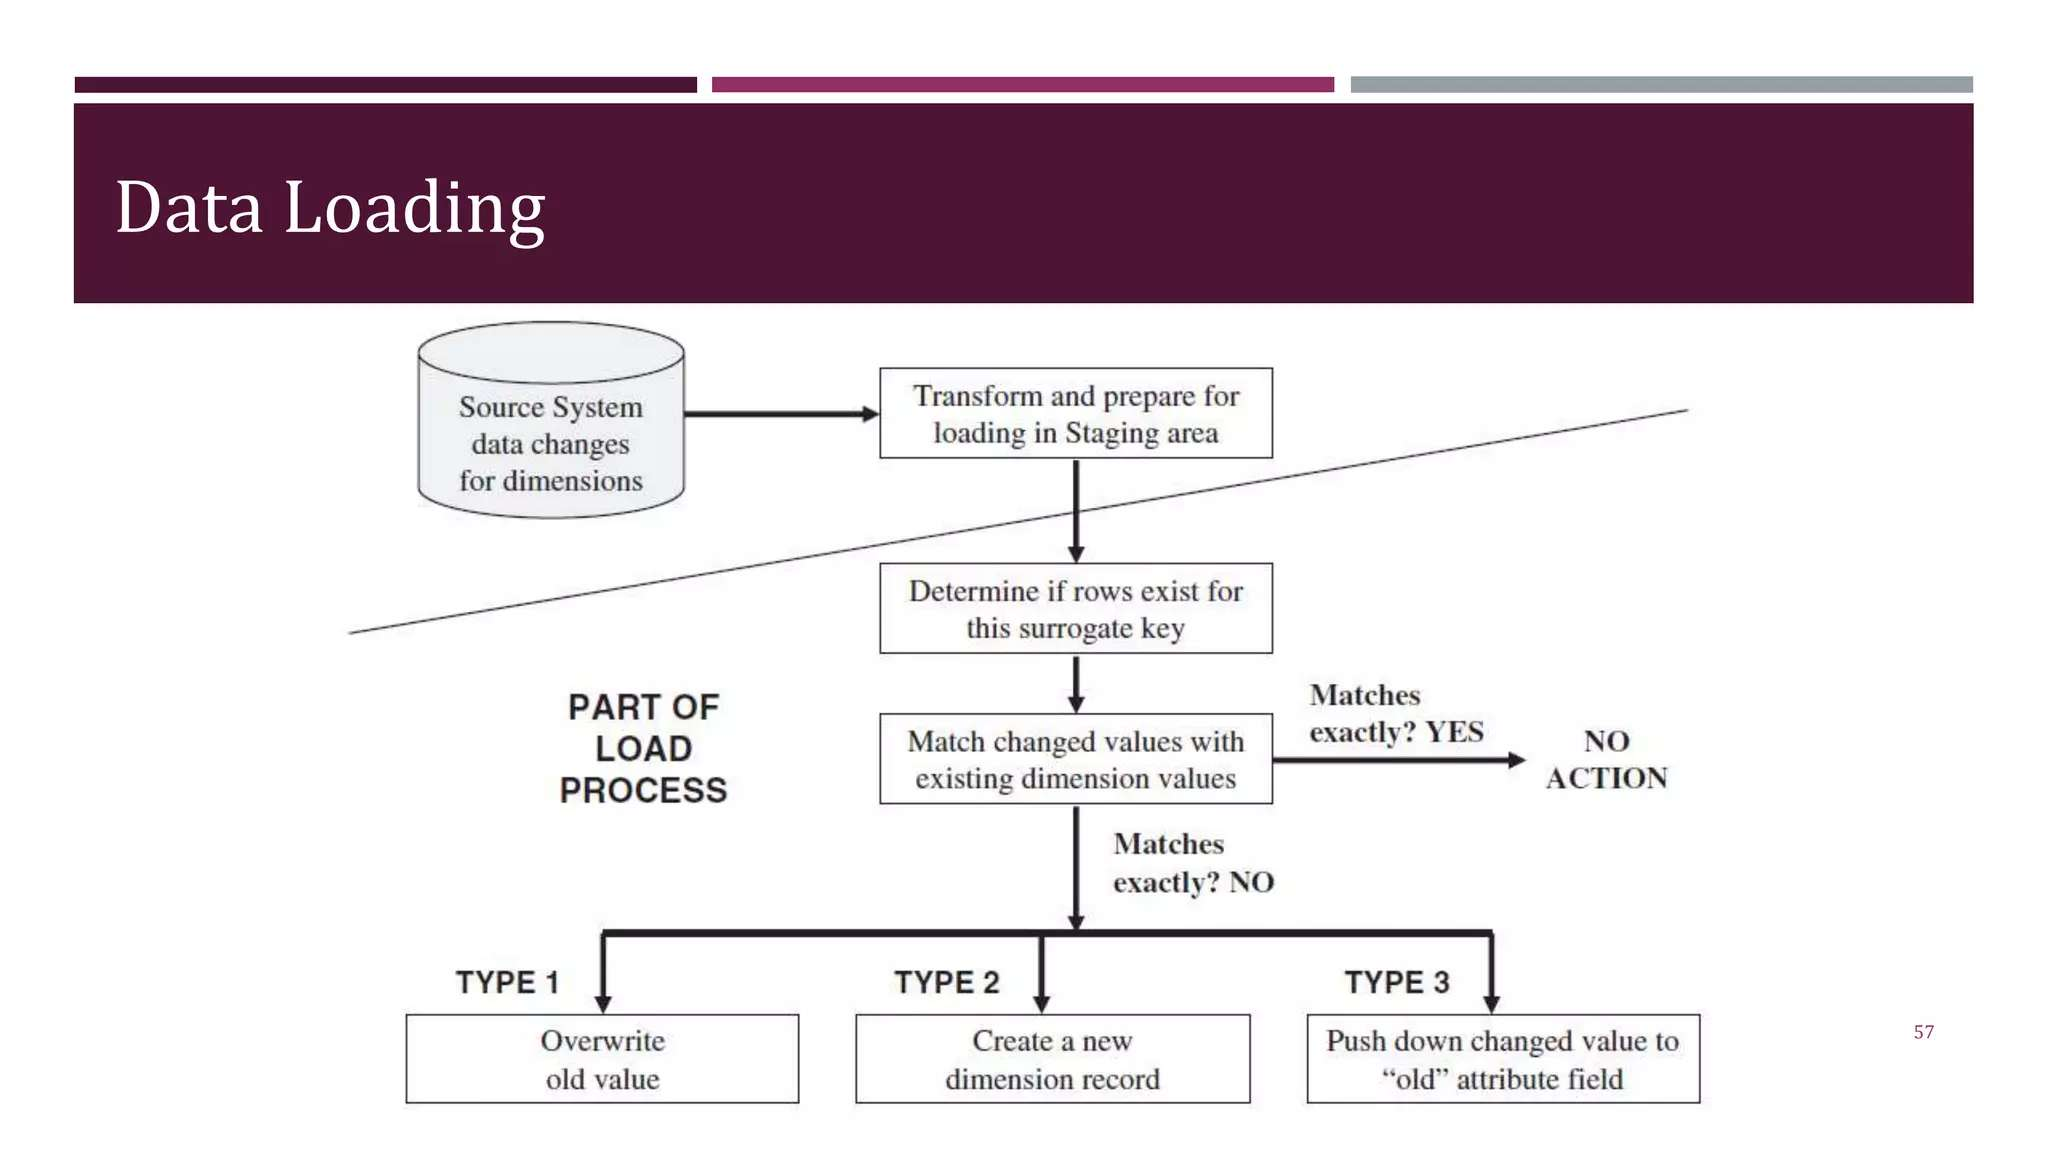 Data Loading
Source System
data changes
for dimensions
Transform and prepare for
loading in Staging area
Determine if rows exist for
this surrogate key
PART OF
LOAD
PROCESS
Match changed values with
existing dimension values
Matches
exactly? YES
NO
ACTION
Matches
exactly? NO
TYPE 1
Overwrite
old value
TYPE 2
Create a new
dimension record
TYPE 3
Push down changed value to
“old” attribute field
57